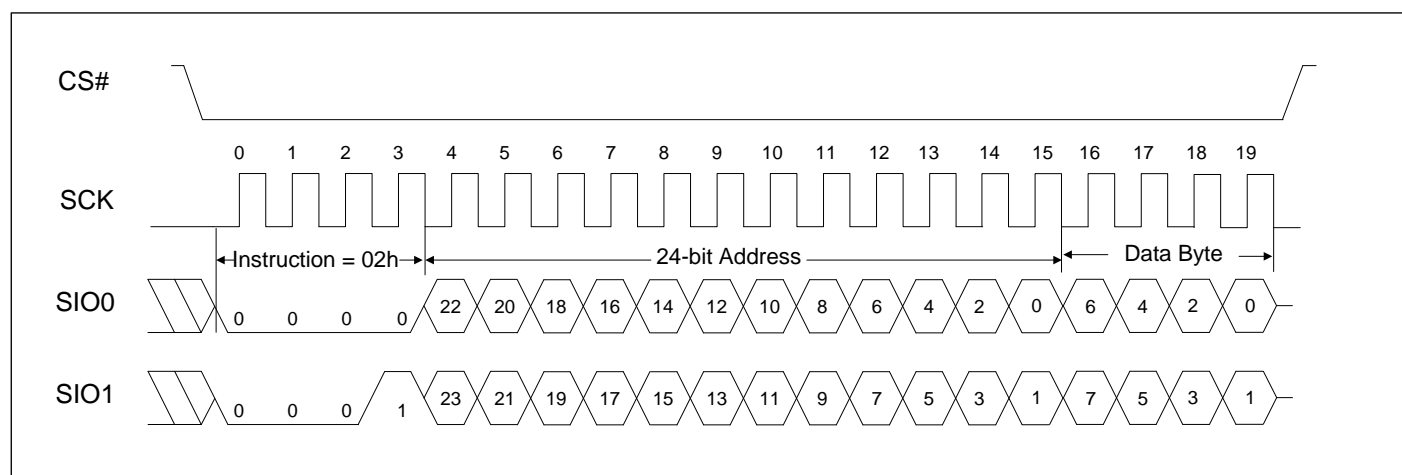 CS#
0 1 2 3 4 5 6 7 8 9 10 11 12 13 14 15 16 17 18 19
SCK
Instruction = 02h 24-bit Address Data Byte
SIO0 0 0 0 0 22 20 18 16 14 12 10 8 6 4 2 0 6 4 2 0
SIO1 0 0 0 1 23 21 19 17 15 13 11 9 7 5 3 1 7 5 3 1